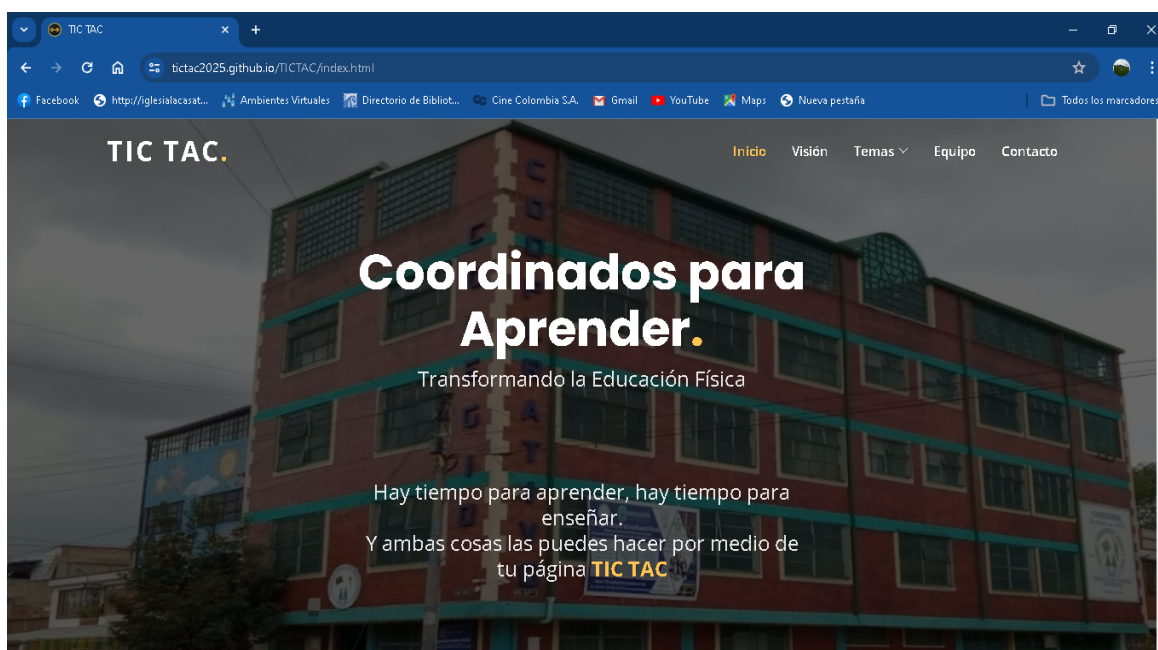 TIC TAC
tictac2025.github.io/TICTAC/index.html
Facebook http://iglesialacasat... Ambientes Virtuales Directorio de Bibliot... Cine Colombia S.A. Gmail YouTube Maps Nueva pestaña Todos los marcadores
TIC TAC. Inicio Visión Temas Equipo Contacto
Coordinados para
Aprender.
Transformando la Educación Física
Hay tiempo para aprender, hay tiempo para
enseñar.
Y ambas cosas las puedes hacer por medio de
tu página TIC TAC